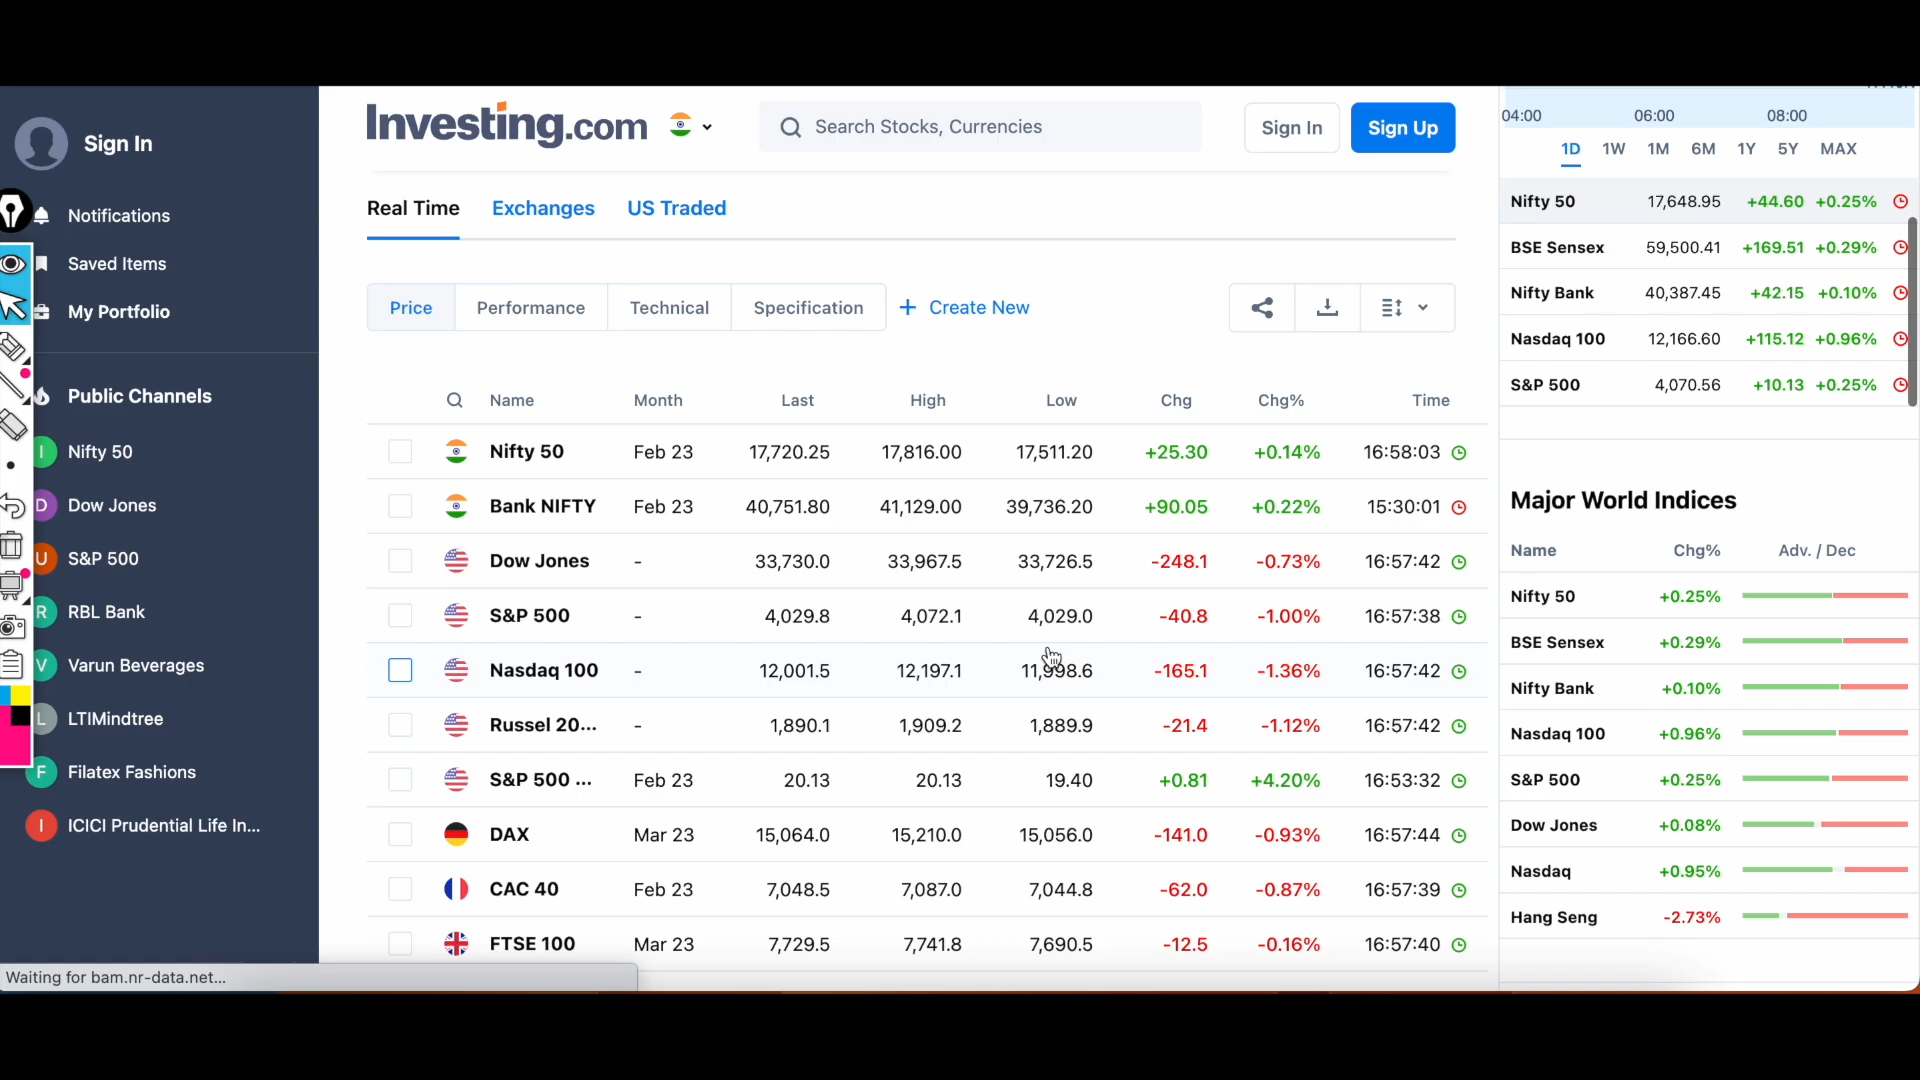 Sign In
Notifications
Saved Items
My Portfolio
Public Channels
I Nifty 50
D Dow Jones
U S&P 500
R RBL Bank
V Varun Beverages
L LTIMindtree
F Filatex Fashions
I ICICI Prudential Life In...
Waiting for bam.nr-data.net...
Investing.com
Search Stocks, Currencies
Sign In
Sign Up
Real Time Exchanges US Traded
Price Performance Technical Specification + Create New
Name Month Last High Low Chg Chg% Time
Nifty 50 Feb 23 17,720.25 17,816.00 17,511.20 +25.30 +0.14% 16:58:03
Bank NIFTY Feb 23 40,751.80 41,129.00 39,736.20 +90.05 +0.22% 15:30:01
Dow Jones - 33,730.0 33,967.5 33,726.5 -248.1 -0.73% 16:57:42
S&P 500 - 4,029.8 4,072.1 4,029.0 -40.8 -1.00% 16:57:38
Nasdaq 100 - 12,001.5 12,197.1 11,998.6 -165.1 -1.36% 16:57:42
Russel 20... - 1,890.1 1,909.2 1,889.9 -21.4 -1.12% 16:57:42
S&P 500 ... Feb 23 20.13 20.13 19.40 +0.81 +4.20% 16:53:32
DAX Mar 23 15,064.0 15,210.0 15,056.0 -141.0 -0.93% 16:57:44
CAC 40 Feb 23 7,048.5 7,087.0 7,044.8 -62.0 -0.87% 16:57:39
FTSE 100 Mar 23 7,729.5 7,741.8 7,690.5 -12.5 -0.16% 16:57:40
04:00 06:00 08:00
1D 1W 1M 6M 1Y 5Y MAX
Nifty 50 17,648.95 +44.60 +0.25%
BSE Sensex 59,500.41 +169.51 +0.29%
Nifty Bank 40,387.45 +42.15 +0.10%
Nasdaq 100 12,166.60 +115.12 +0.96%
S&P 500 4,070.56 +10.13 +0.25%
Major World Indices
Name Chg% Adv. / Dec
Nifty 50 +0.25%
BSE Sensex +0.29%
Nifty Bank +0.10%
Nasdaq 100 +0.96%
S&P 500 +0.25%
Dow Jones +0.08%
Nasdaq +0.95%
Hang Seng -2.73%